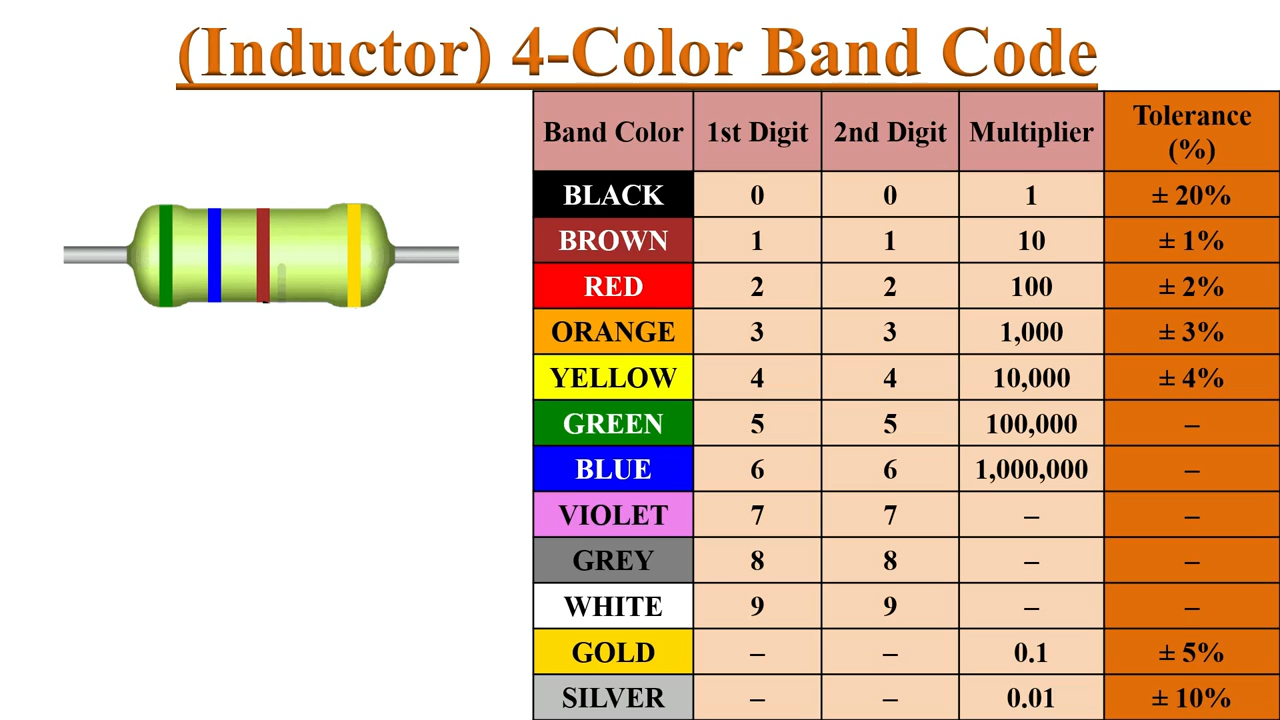 (Inductor) 4-Color Band Code
Band Color 1st Digit 2nd Digit Multiplier Tolerance (%)
BLACK 0 0 1 ± 20%
BROWN 1 1 10 ± 1%
RED 2 2 100 ± 2%
ORANGE 3 3 1,000 ± 3%
YELLOW 4 4 10,000 ± 4%
GREEN 5 5 100,000 –
BLUE 6 6 1,000,000 –
VIOLET 7 7 – –
GREY 8 8 – –
WHITE 9 9 – –
GOLD – – 0.1 ± 5%
SILVER – – 0.01 ± 10%